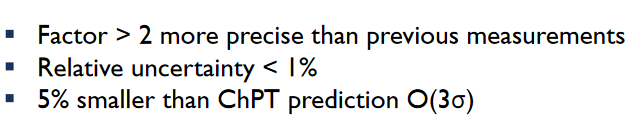 ▪ Factor > 2 more precise than previous measurements
▪ Relative uncertainty < 1%
▪ 5% smaller than ChPT prediction O(3σ)